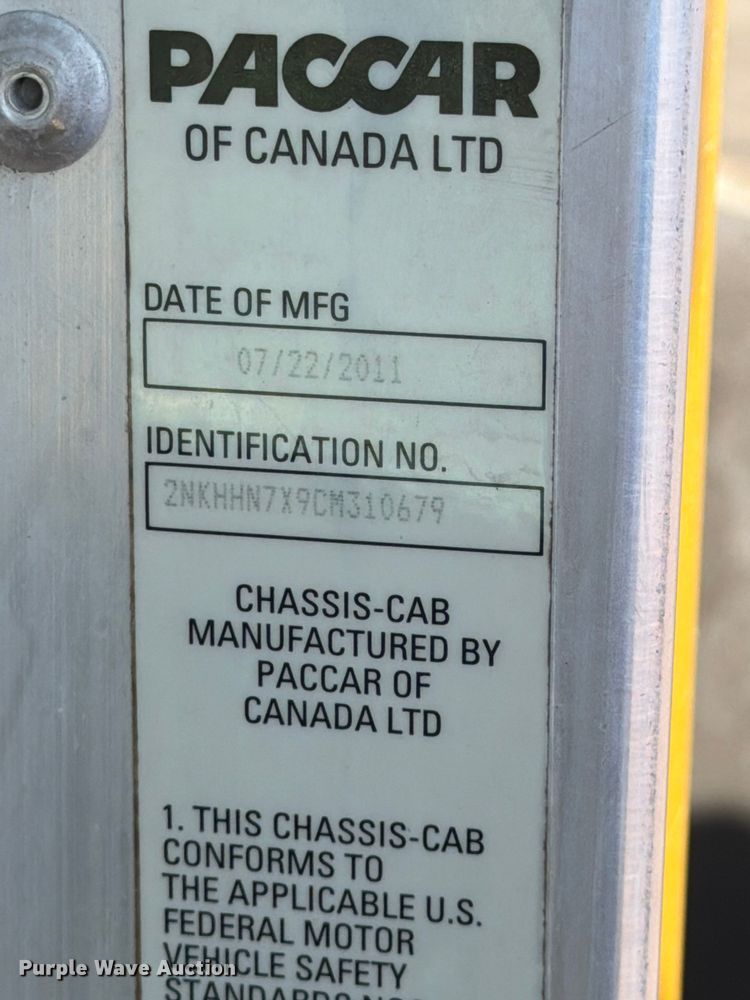 PACCAR
OF CANADA LTD
DATE OF MFG
07/22/2011
IDENTIFICATION NO.
2NKHHN7X9CM310679
CHASSIS-CAB
MANUFACTURED BY
PACCAR OF
CANADA LTD
1. THIS CHASSIS-CAB
CONFORMS TO
THE APPLICABLE U.S.
FEDERAL MOTOR
VEHICLE SAFETY
Purple Wave Auction